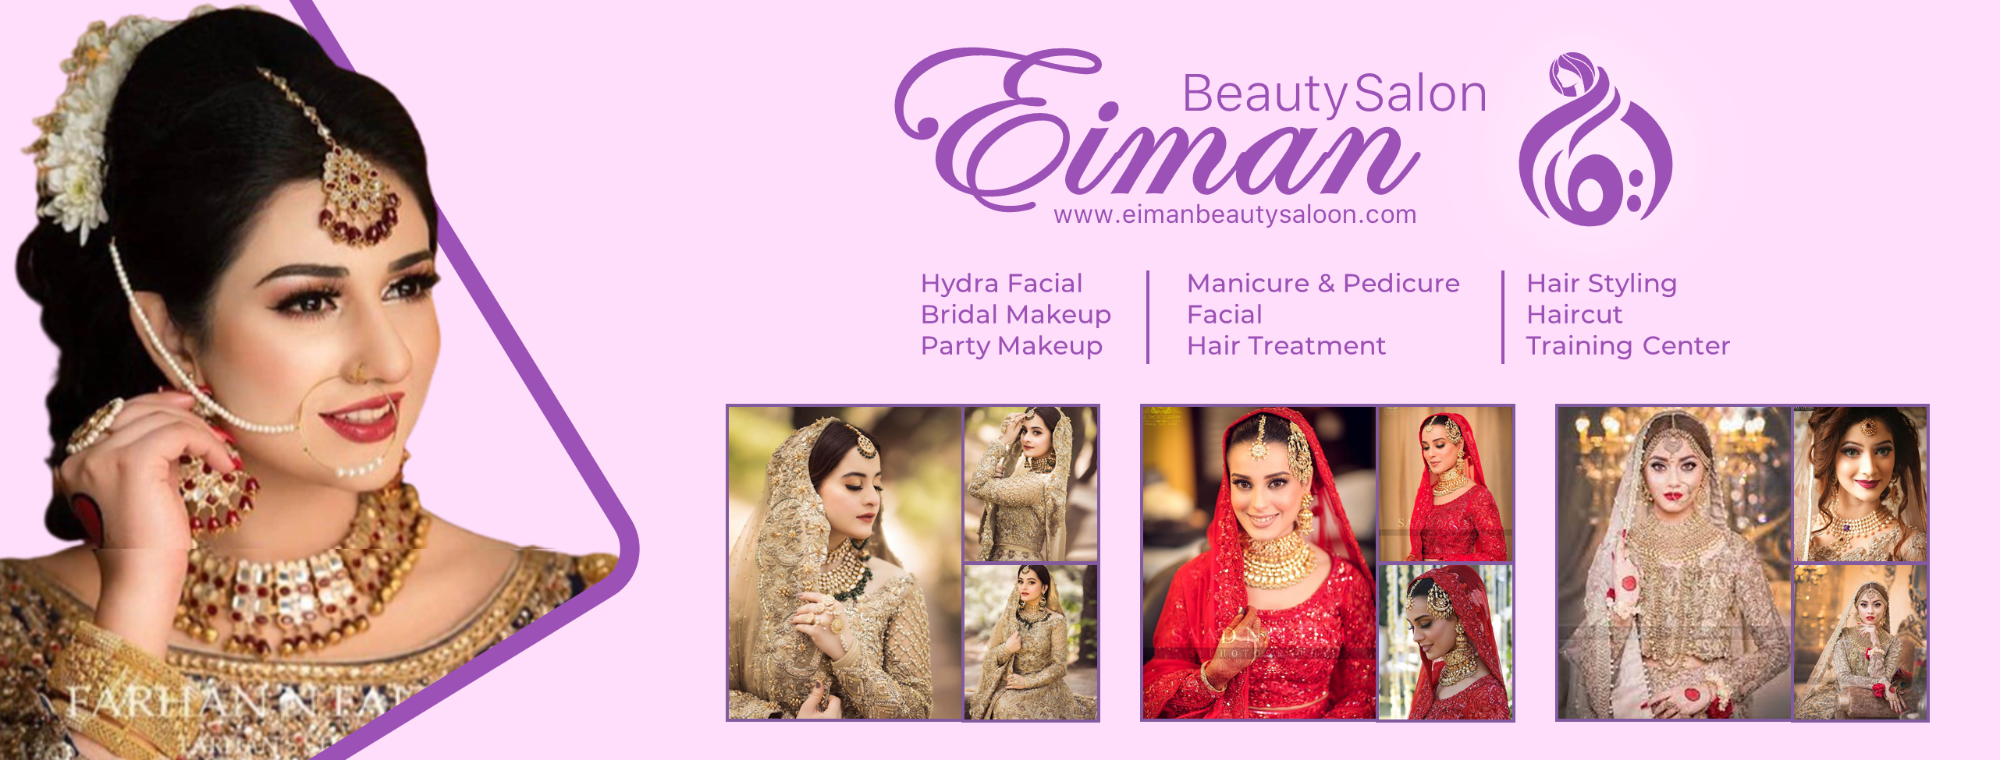 Beauty Salon
Eiman
www.eimanbeautysaloon.com
Hydra Facial
Bridal Makeup
Party Makeup
Manicure & Pedicure
Facial
Hair Treatment
Hair Styling
Haircut
Training Center
FARHAN